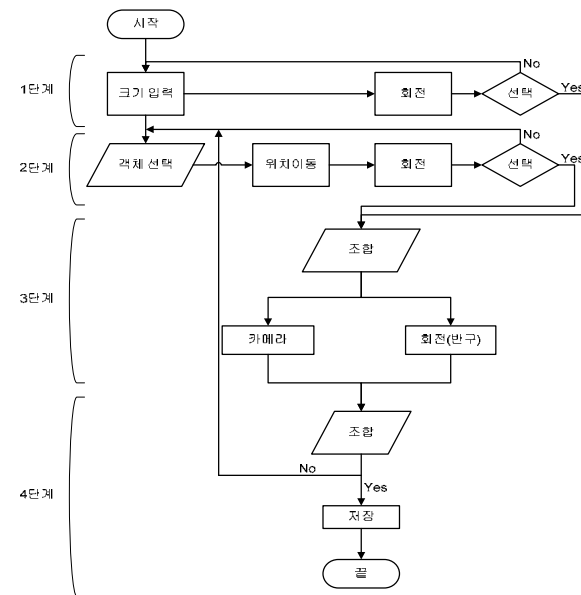 시작
No
1단계
크기 입력
회전
선택
Yes
No
2단계
객체 선택
위치이동
회전
선택
Yes
조합
3단계
카메라
회전(반구)
조합
No
Yes
4단계
저장
끝